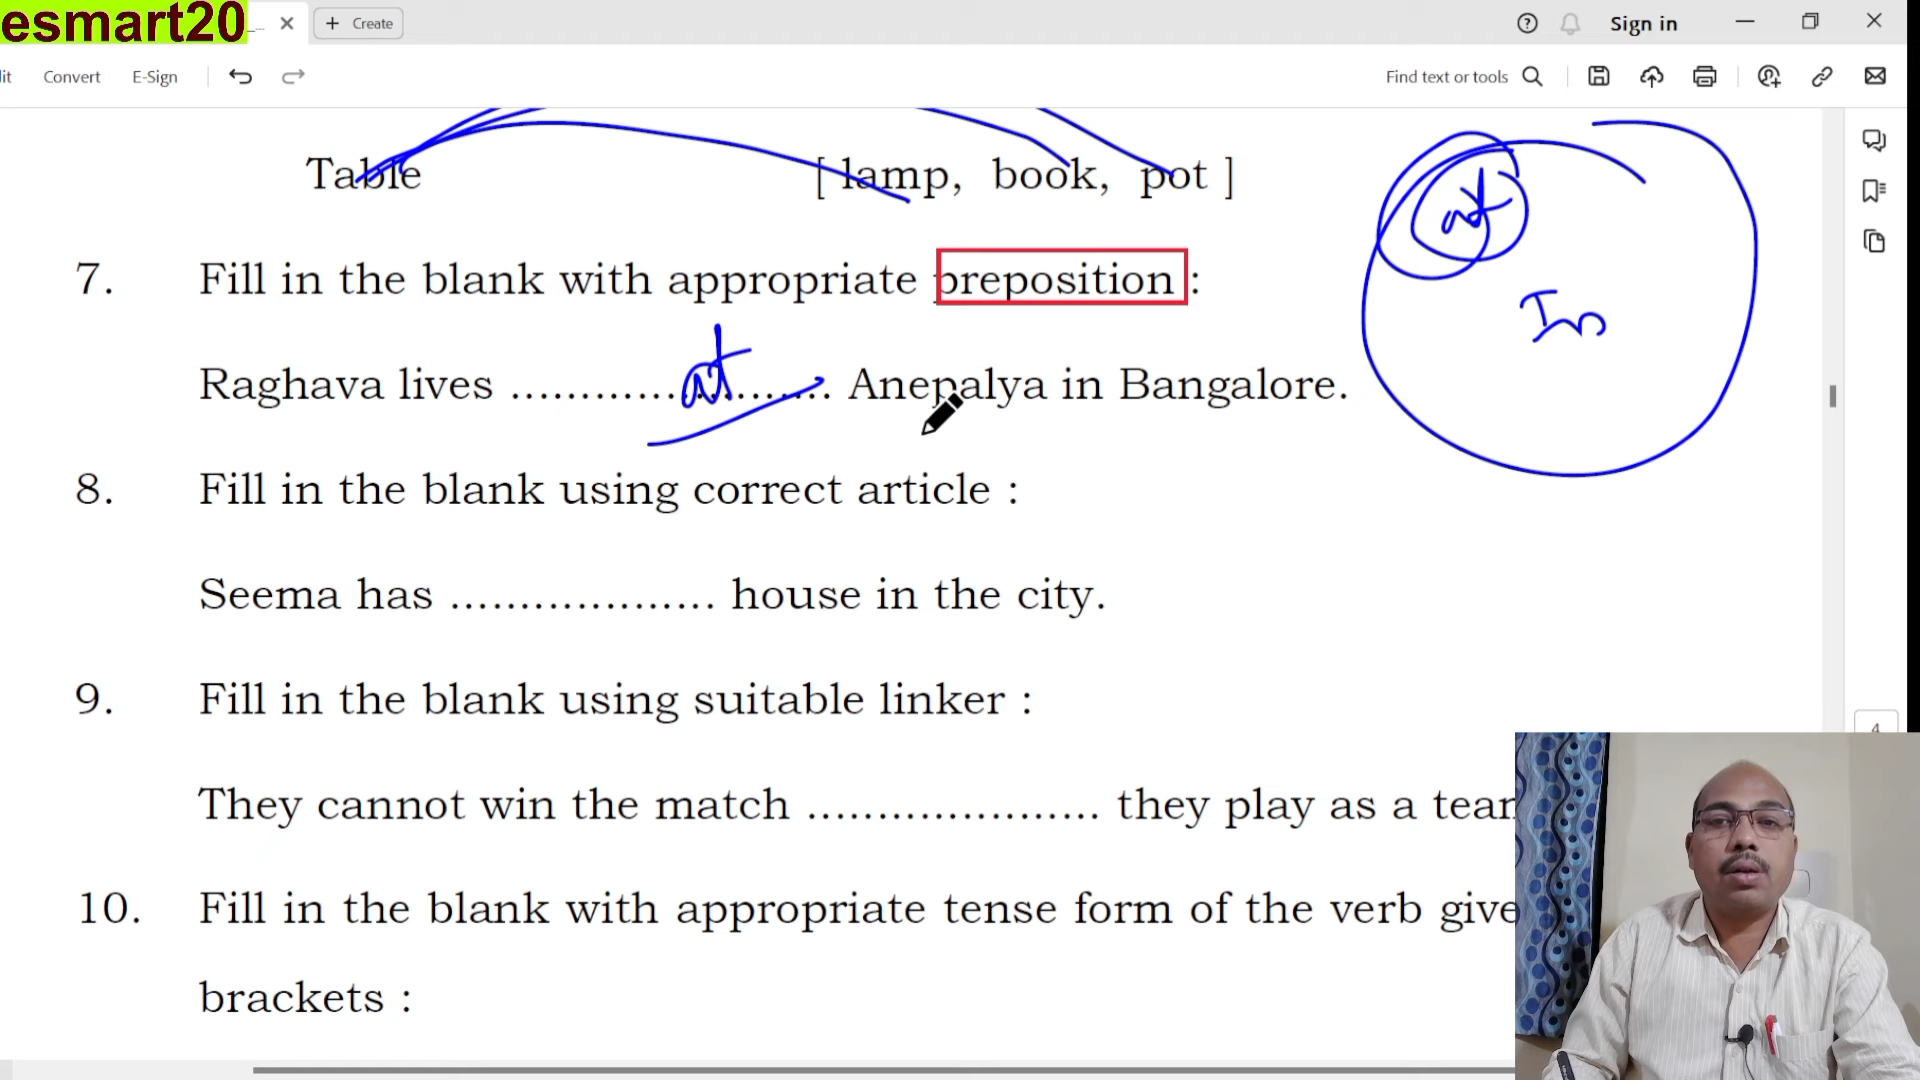 esmart20
+ Create
Sign in
it Convert E-Sign
Find text or tools
Table [ lamp, book, pot ]
at
In
7. Fill in the blank with appropriate preposition :
at
Raghava lives ....................... Anepalya in Bangalore.
8. Fill in the blank using correct article :
Seema has ................... house in the city.
9. Fill in the blank using suitable linker :
They cannot win the match ..................... they play as a tean
4
10. Fill in the blank with appropriate tense form of the verb give
brackets :